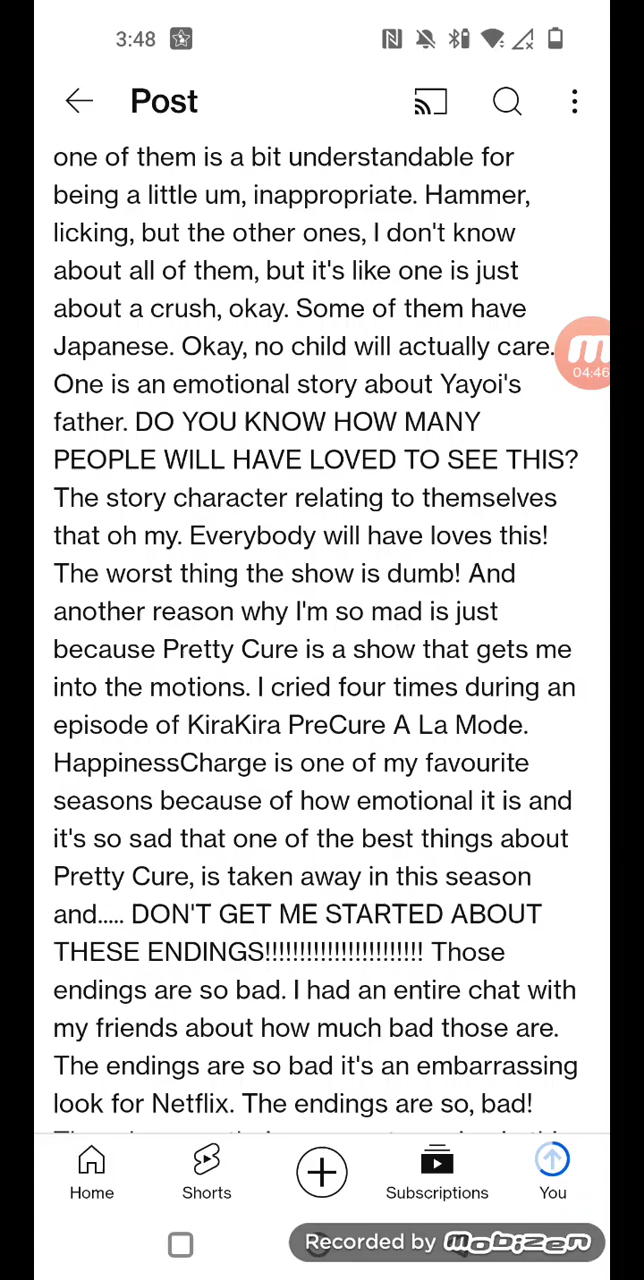 3:48
Post
one of them is a bit understandable for
being a little um, inappropriate. Hammer,
licking, but the other ones, I don't know
about all of them, but it's like one is just
about a crush, okay. Some of them have
Japanese. Okay, no child will actually care.
04:46
One is an emotional story about Yayoi's
father. DO YOU KNOW HOW MANY
PEOPLE WILL HAVE LOVED TO SEE THIS?
The story character relating to themselves
that oh my. Everybody will have loves this!
The worst thing the show is dumb! And
another reason why I'm so mad is just
because Pretty Cure is a show that gets me
into the motions. I cried four times during an
episode of KiraKira PreCure A La Mode.
HappinessCharge is one of my favourite
seasons because of how emotional it is and
it's so sad that one of the best things about
Pretty Cure, is taken away in this season
and..... DON'T GET ME STARTED ABOUT
THESE ENDINGS!!!!!!!!!!!!!!!!!!!!!!! Those
endings are so bad. I had an entire chat with
my friends about how much bad those are.
The endings are so bad it's an embarrassing
look for Netflix. The endings are so, bad!
Home
Shorts
Subscriptions
You
Recorded by mobizen